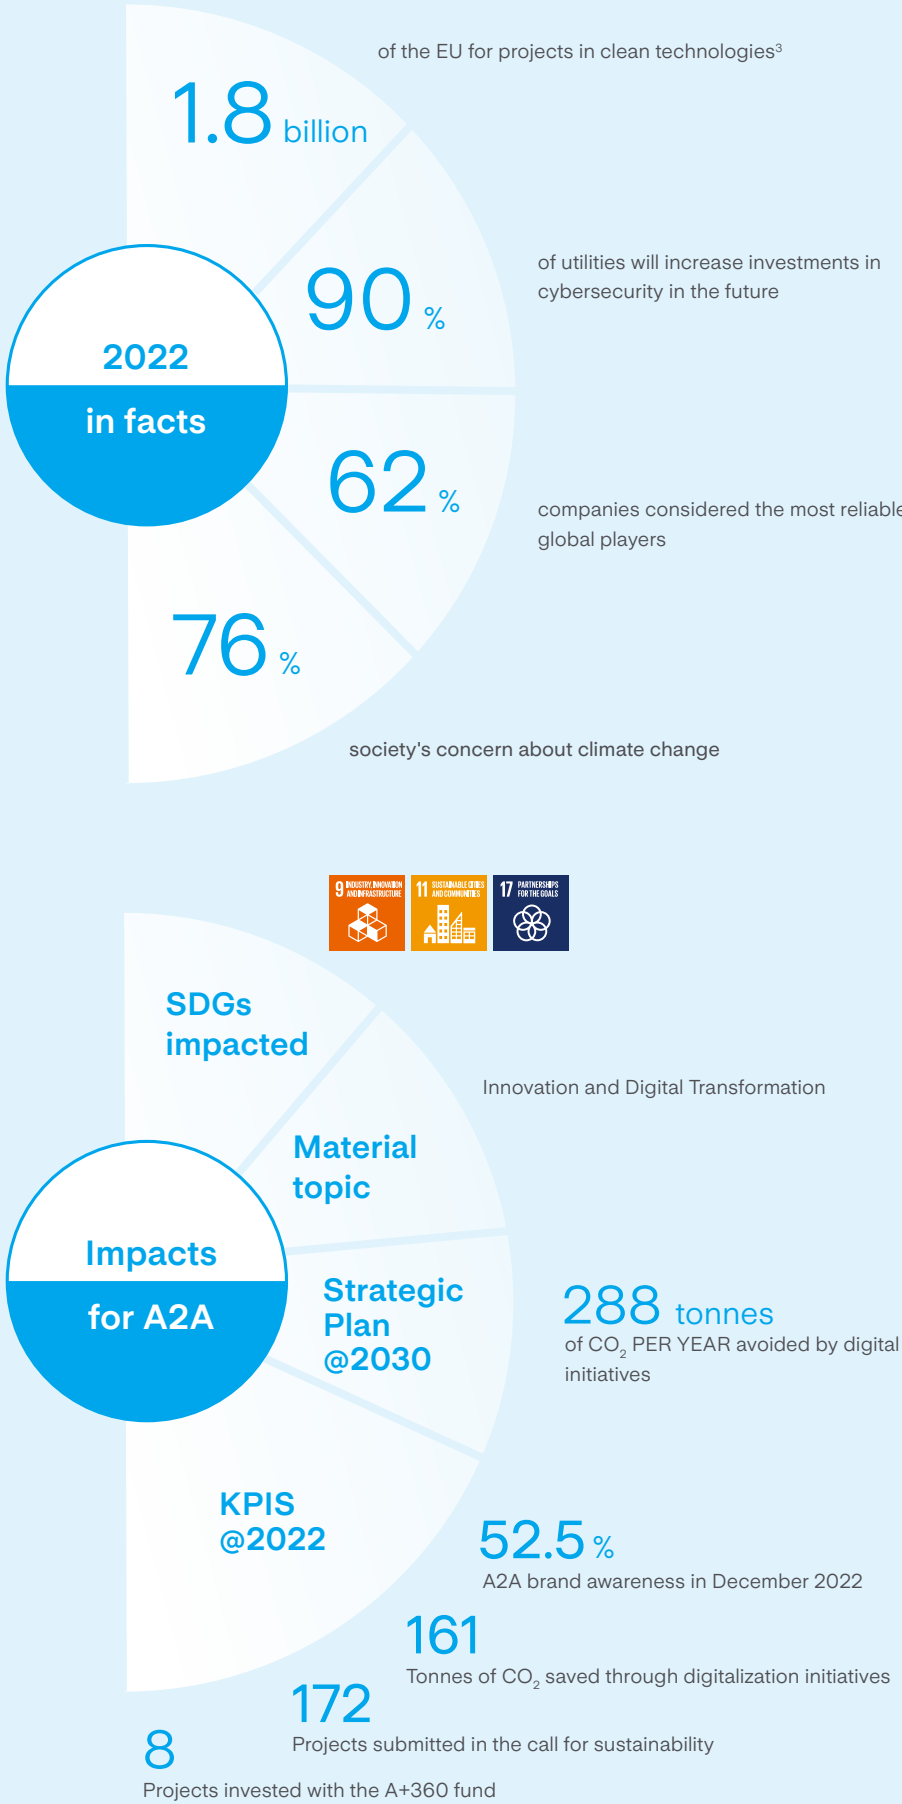 of the EU for projects in clean technologies³
1.8 billion
of utilities will increase investments in
cybersecurity in the future
90 %
2022
in facts
62 %
companies considered the most reliable
global players
76 %
society's concern about climate change
9 INDUSTRY, INNOVATION
AND INFRASTRUCTURE
11 SUSTAINABLE CITIES
AND COMMUNITIES
17 PARTNERSHIPS
FOR THE GOALS
SDGs
impacted
Innovation and Digital Transformation
Material
topic
Impacts
for A2A
Strategic
Plan
@2030
288 tonnes
of CO₂ PER YEAR avoided by digital
initiatives
KPIS
@2022
52.5 %
A2A brand awareness in December 2022
161
Tonnes of CO₂ saved through digitalization initiatives
172
Projects submitted in the call for sustainability
8
Projects invested with the A+360 fund